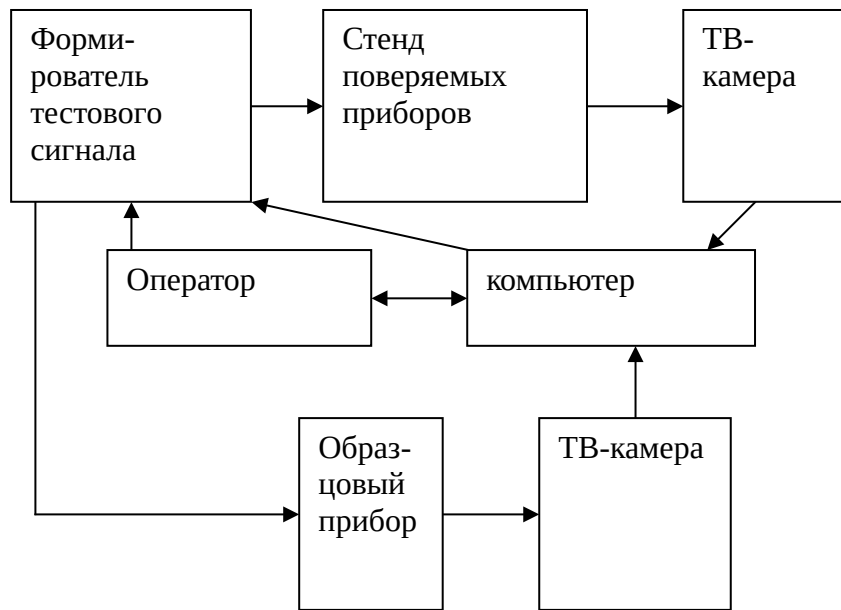 Форми-
рователь
тестового
сигнала
Стенд
поверяемых
приборов
ТВ-
камера
Оператор
компьютер
Образ-
цовый
прибор
ТВ-камера